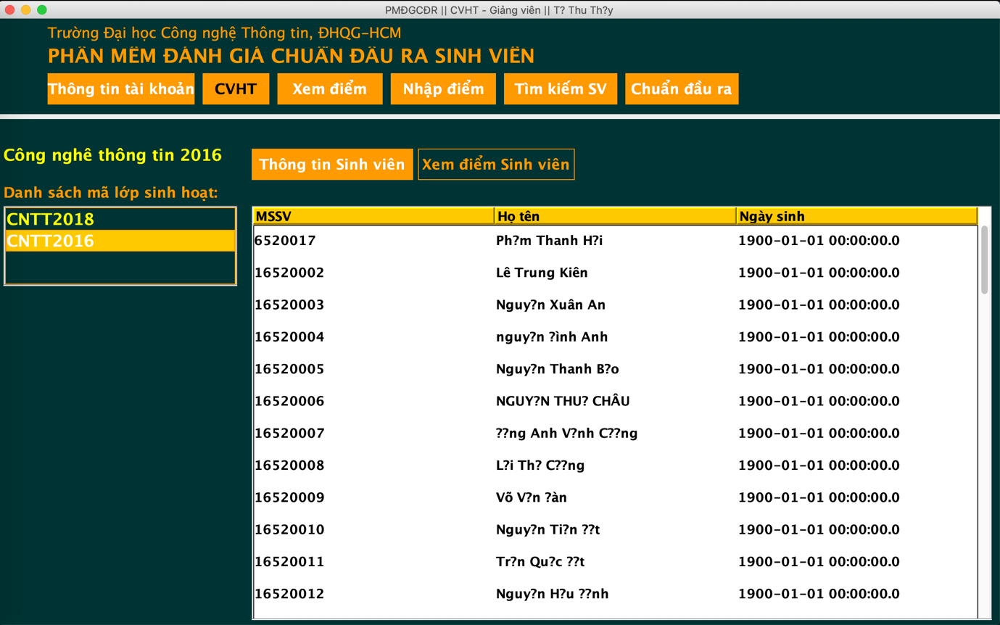 PMĐGCĐR || CVHT - Giảng viên || T? Thu Th?y
Trường Đại học Công nghệ Thông tin, ĐHQG-HCM
PHẦN MỀM ĐÁNH GIÁ CHUẨN ĐẦU RA SINH VIÊN
Thông tin tài khoản CVHT Xem điểm Nhập điểm Tìm kiếm SV Chuẩn đầu ra
Công nghê thông tin 2016
Thông tin Sinh viên Xem điểm Sinh viên
Danh sách mã lớp sinh hoạt:
CNTT2018
CNTT2016
MSSV Họ tên Ngày sinh
6520017 Ph?m Thanh H?i 1900-01-01 00:00:00.0
16520002 Lê Trung Kiên 1900-01-01 00:00:00.0
16520003 Nguy?n Xuân An 1900-01-01 00:00:00.0
16520004 nguy?n ?ình Anh 1900-01-01 00:00:00.0
16520005 Nguy?n Thanh B?o 1900-01-01 00:00:00.0
16520006 NGUY?N THU? CHÂU 1900-01-01 00:00:00.0
16520007 ??ng Anh V?nh C??ng 1900-01-01 00:00:00.0
16520008 L?i Th? C??ng 1900-01-01 00:00:00.0
16520009 Võ V?n ?àn 1900-01-01 00:00:00.0
16520010 Nguy?n Ti?n ??t 1900-01-01 00:00:00.0
16520011 Tr?n Qu?c ??t 1900-01-01 00:00:00.0
16520012 Nguy?n H?u ??nh 1900-01-01 00:00:00.0